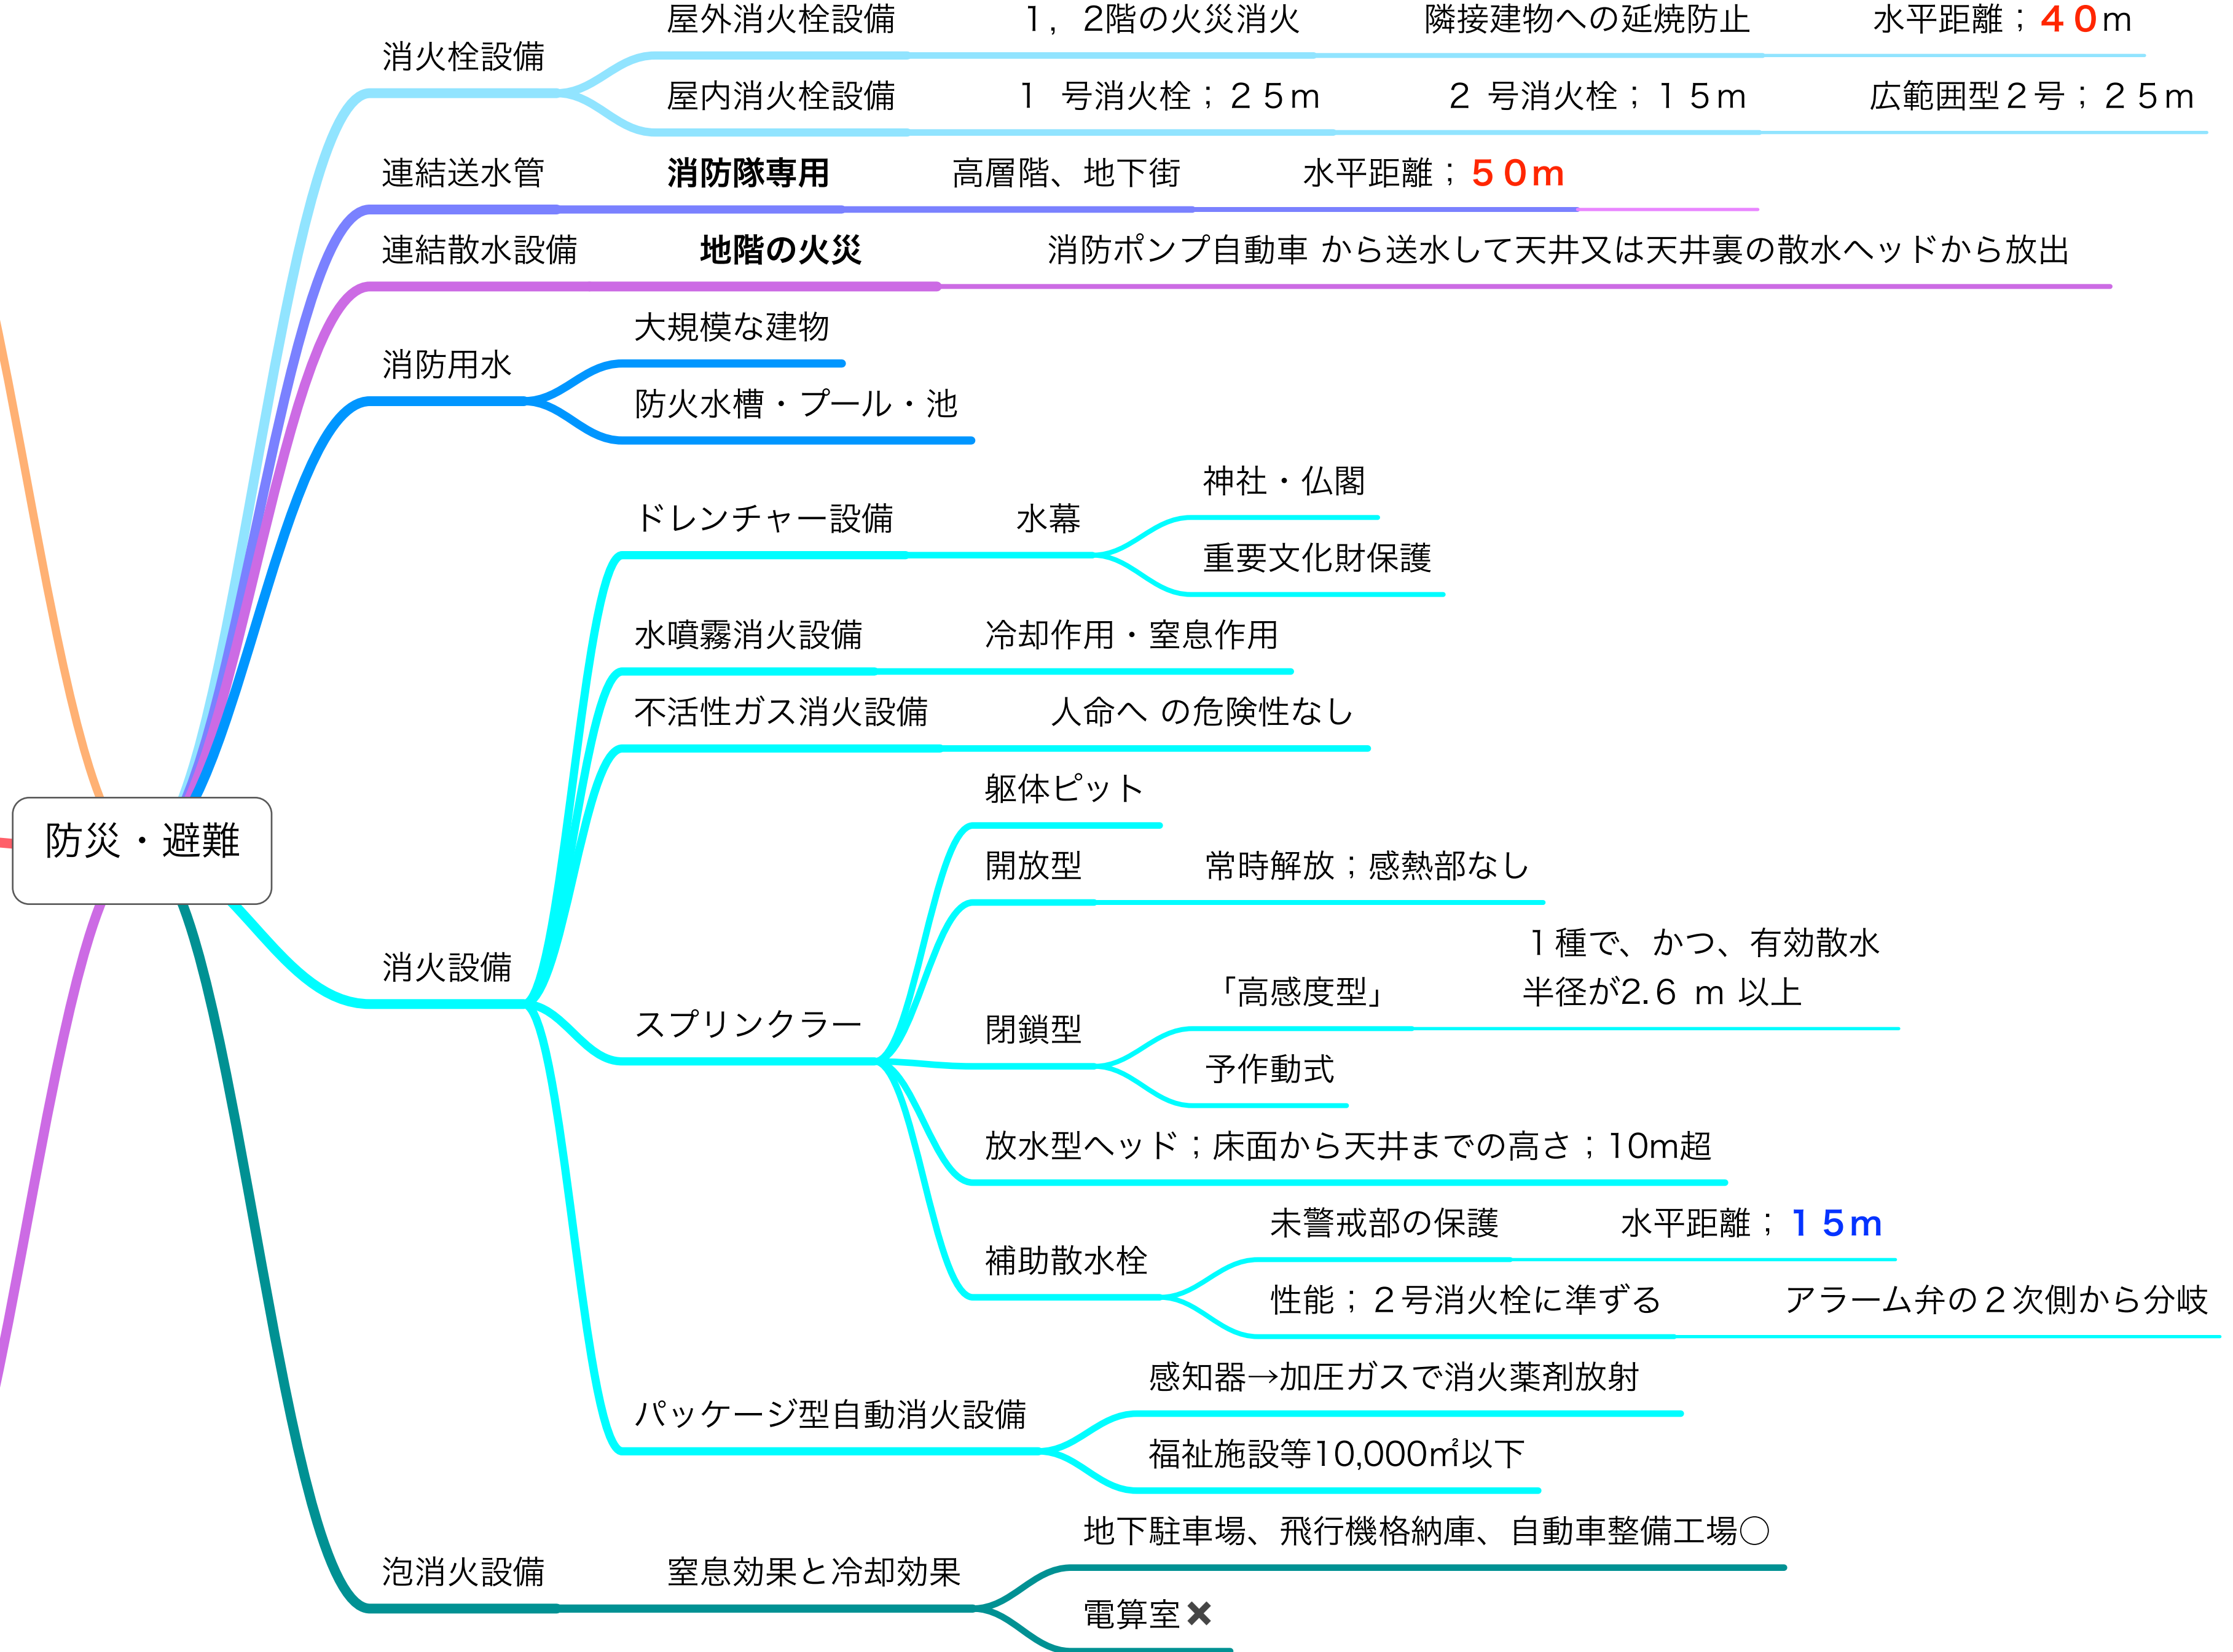 屋外消火栓設備
１，2階の火災消火
隣接建物への延焼防止
水平距離；４０m
消火栓設備
屋内消火栓設備
１ 号消火栓；２５m
２ 号消火栓；１５m
広範囲型２号；２５m
連結送水管
消防隊専用
高層階、地下街
水平距離；５０m
連結散水設備
地階の火災
消防ポンプ自動車 から送水して天井又は天井裏の散水ヘッドから放出
大規模な建物
消防用水
防火水槽・プール・池
神社・仏閣
ドレンチャー設備
水幕
重要文化財保護
水噴霧消火設備
冷却作用・窒息作用
不活性ガス消火設備
人命へ の危険性なし
躯体ピット
防災・避難
開放型
常時解放；感熱部なし
１種で、かつ、有効散水
半径が2.６ m 以上
「高感度型」
消火設備
スプリンクラー
閉鎖型
予作動式
放水型ヘッド；床面から天井までの高さ；10m超
未警戒部の保護
水平距離；１５m
補助散水栓
性能；２号消火栓に準ずる
アラーム弁の２次側から分岐
感知器→加圧ガスで消火薬剤放射
パッケージ型自動消火設備
福祉施設等10,000㎡以下
地下駐車場、飛行機格納庫、自動車整備工場○
泡消火設備
窒息効果と冷却効果
電算室✖